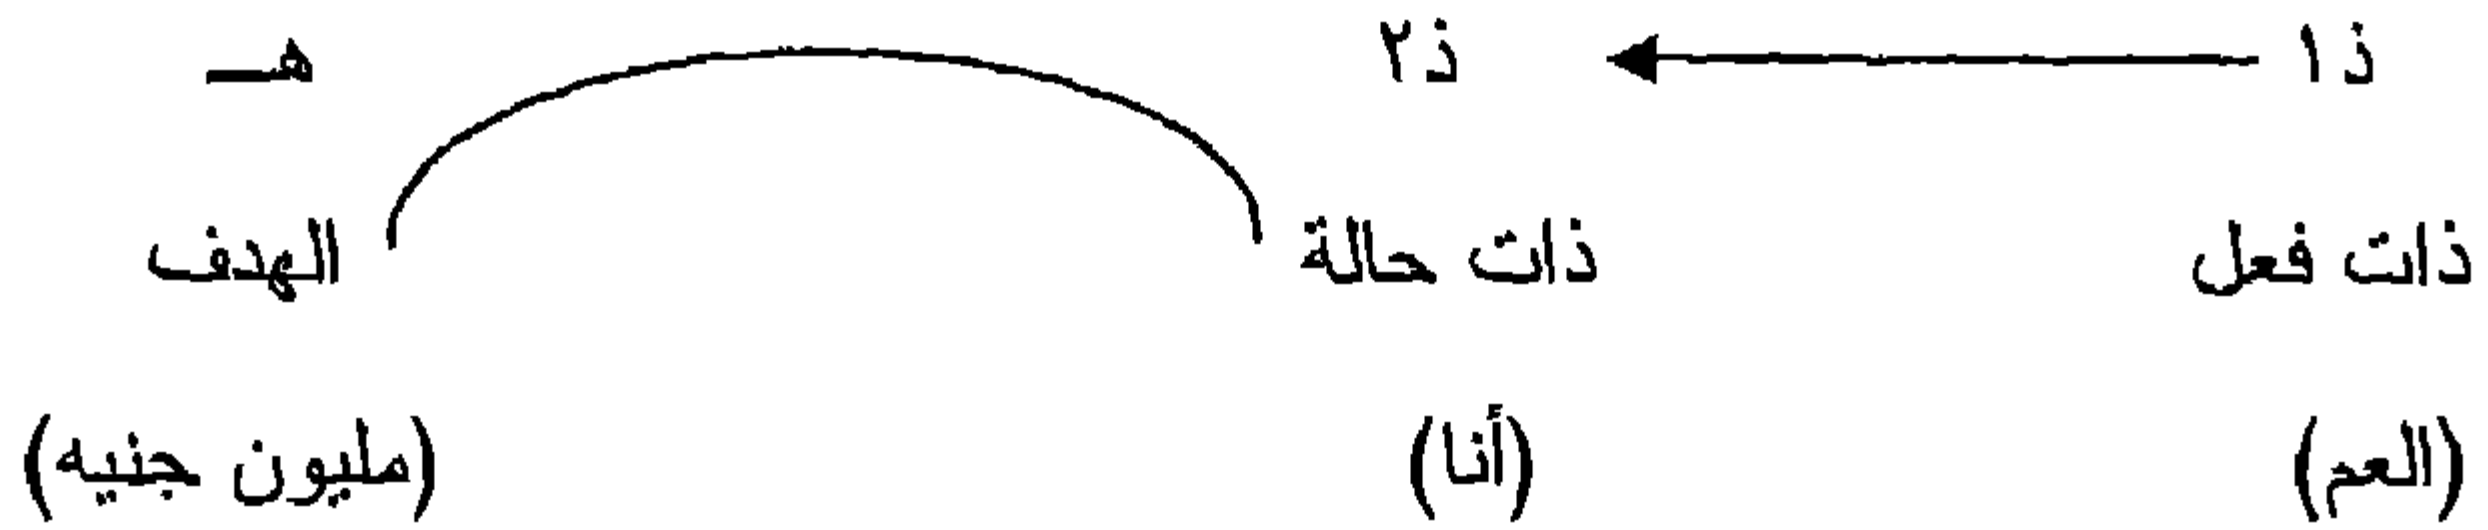 ذ١ ذ٢ هـ
ذات فعل ذات حالة الهدف
(العم) (أنا) (مليون جنيه)